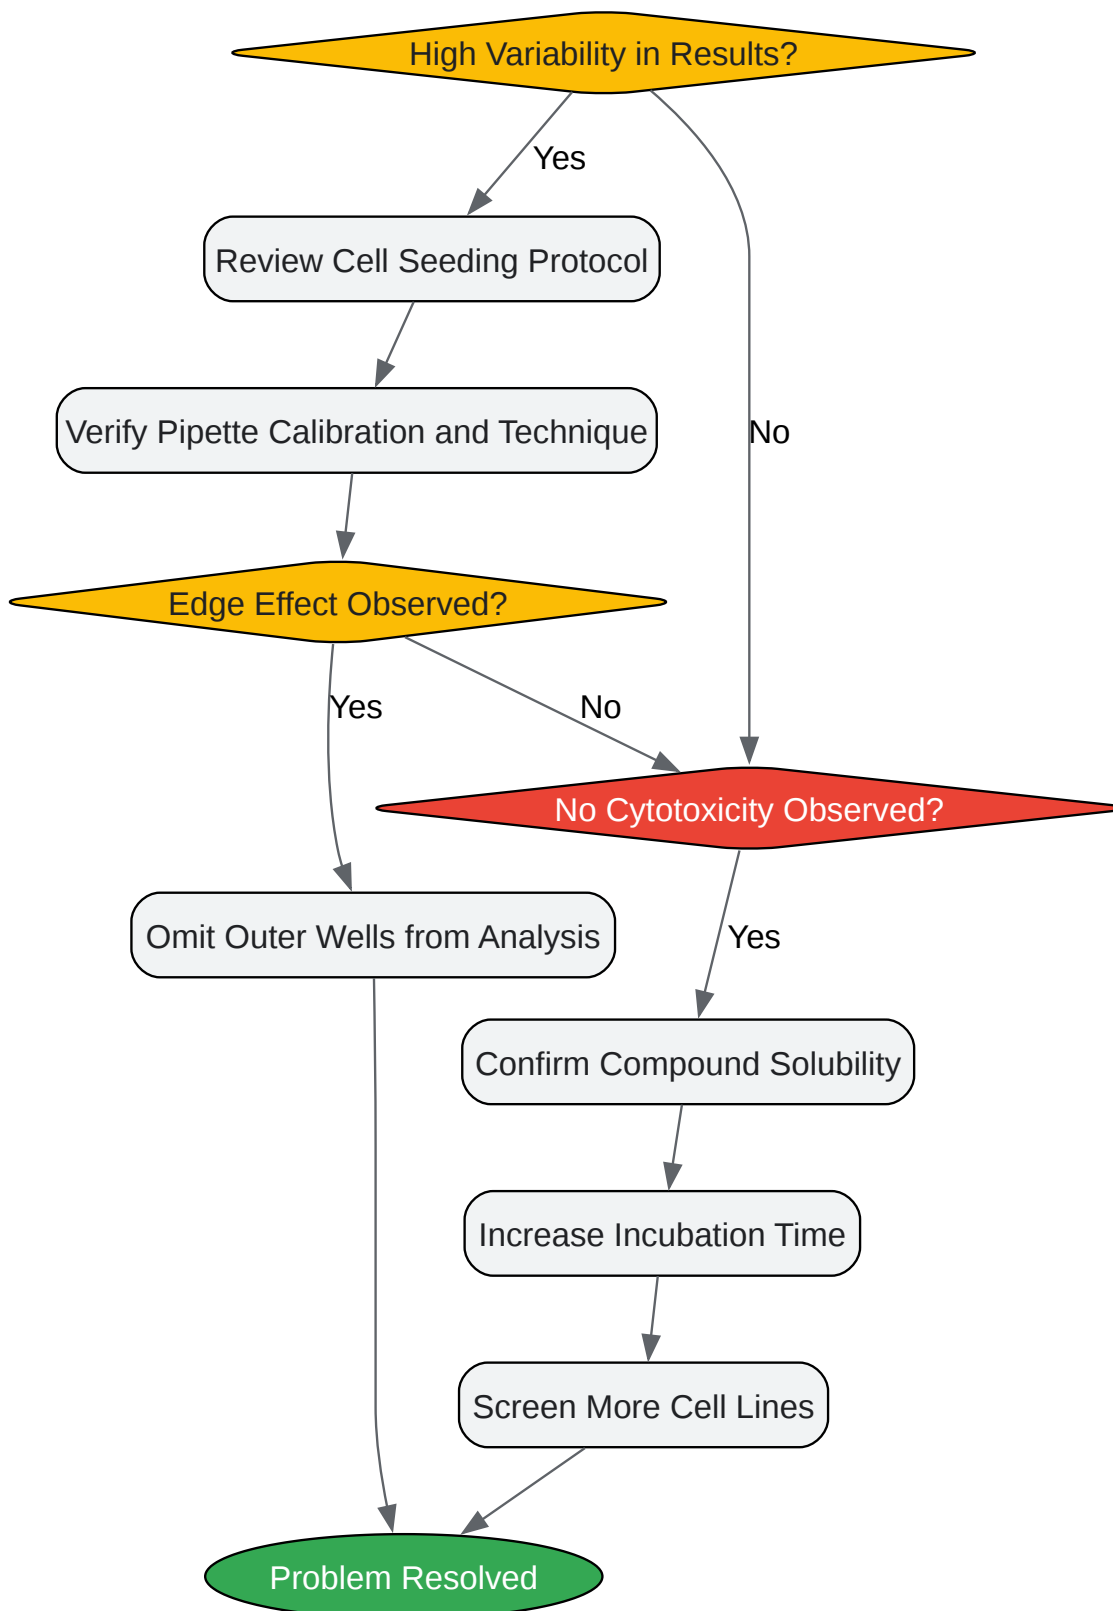 High Variability in Results?
Yes
Review Cell Seeding Protocol
Verify Pipette Calibration and Technique
No
Edge Effect Observed?
Yes
No
No Cytotoxicity Observed?
Omit Outer Wells from Analysis
Yes
Confirm Compound Solubility
Increase Incubation Time
Screen More Cell Lines
Problem Resolved